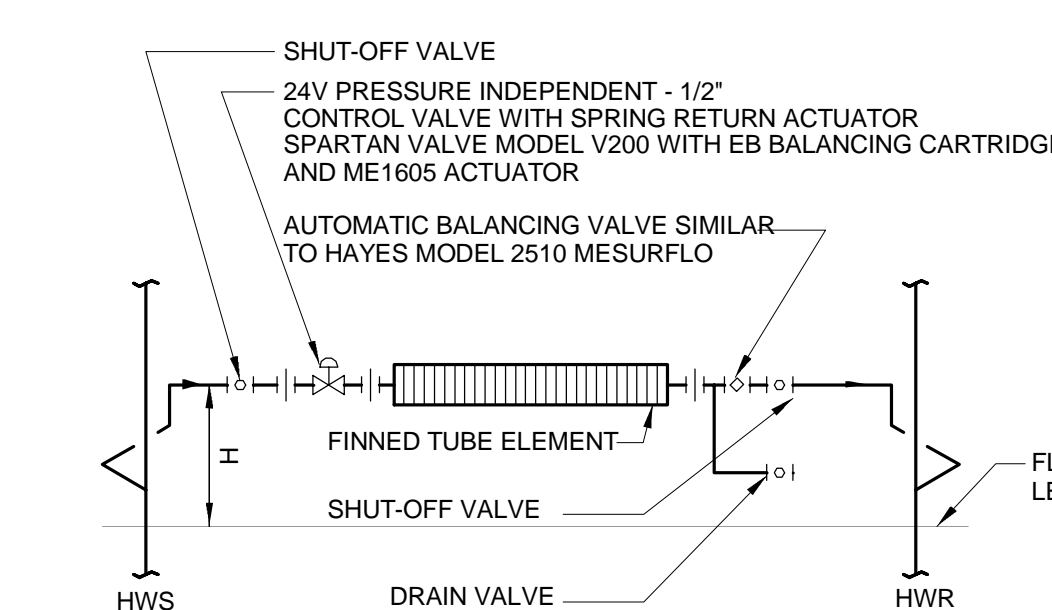 SHUT-OFF VALVE
24V PRESSURE INDEPENDENT - 1/2"
CONTROL VALVE WITH SPRING RETURN ACTUATOR
SPARTAN VALVE MODEL V200 WITH EB BALANCING CARTRIDGE
AND ME1605 ACTUATOR
AUTOMATIC BALANCING VALVE SIMILAR
TO HAYES MODEL 2510 MESURFLO
H
FINNED TUBE ELEMENT
SHUT-OFF VALVE
DRAIN VALVE
HWS
HWR